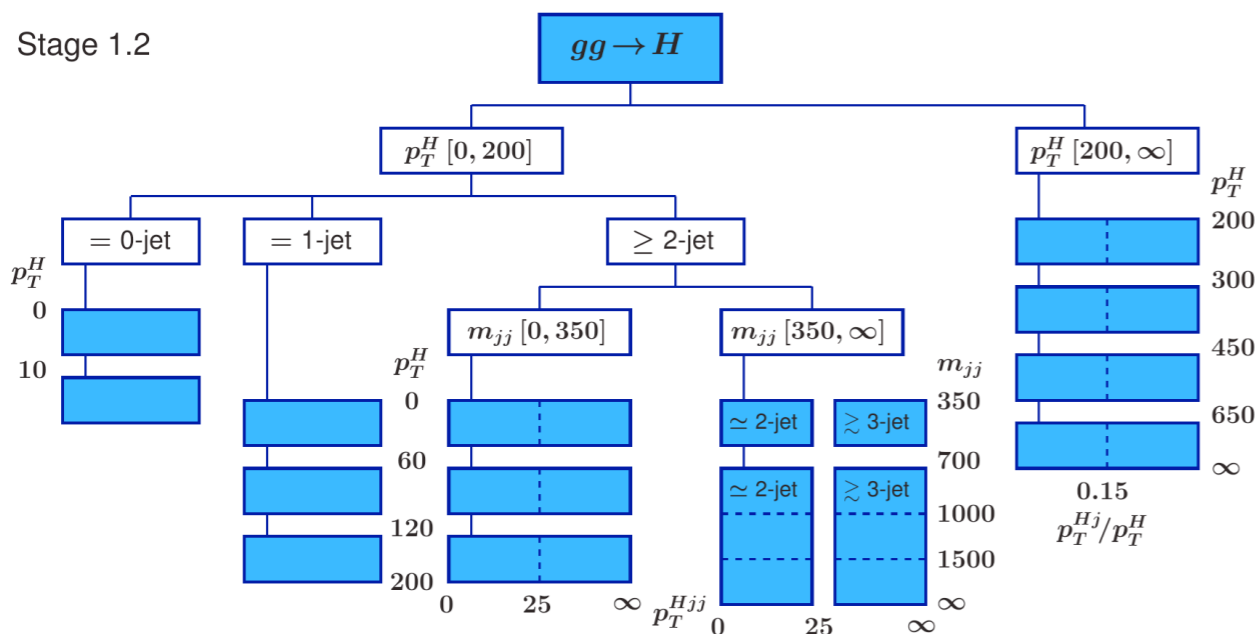 Stage 1.2
gg → H
p_T^H [0, 200]
p_T^H [200, ∞]
= 0-jet
= 1-jet
≥ 2-jet
p_T^H
0
10
m_jj [0, 350]
m_jj [350, ∞]
p_T^H
0
60
120
200
0 25 ∞
m_jj
350
700
1000
1500
∞
≃ 2-jet
≳ 3-jet
≃ 2-jet
≳ 3-jet
p_T^Hjj
0 25 ∞
p_T^H
200
300
450
650
∞
0.15
p_T^Hj/p_T^H